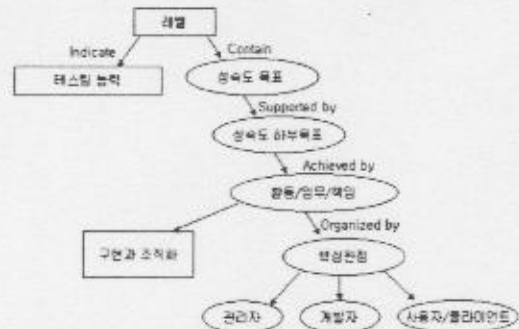 레벨
Indicate
Contain
테스팅 능력
성숙도 목표
Supported by
성숙도 하부목표
Achieved by
활동/임무/책임
Organized by
구현과 조직화
핵심관점
관리자
개발자
사용자/클라이언트